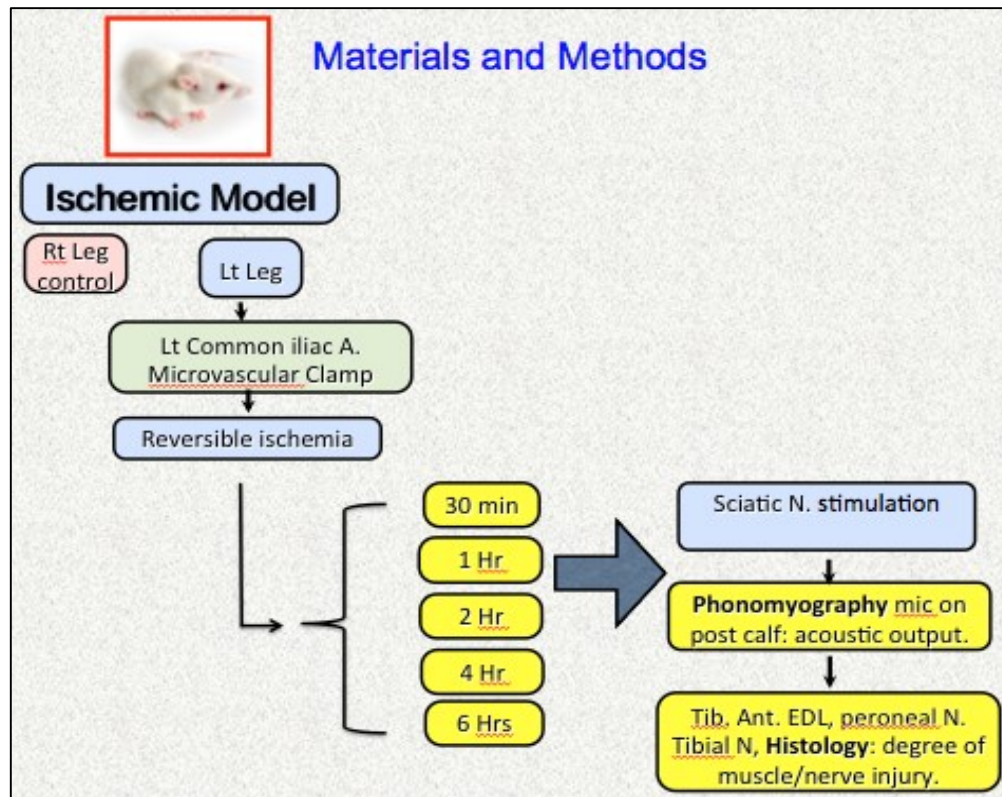 Materials and Methods
Ischemic Model
Rt Leg
control
Lt Leg
Lt Common iliac A.
Microvascular Clamp
Reversible ischemia
30 min
1 Hr
2 Hr
4 Hr
6 Hrs
Sciatic N. stimulation
Phonomyography mic on
post calf: acoustic output.
Tib. Ant. EDL, peroneal N.
Tibial N, Histology: degree of
muscle/nerve injury.